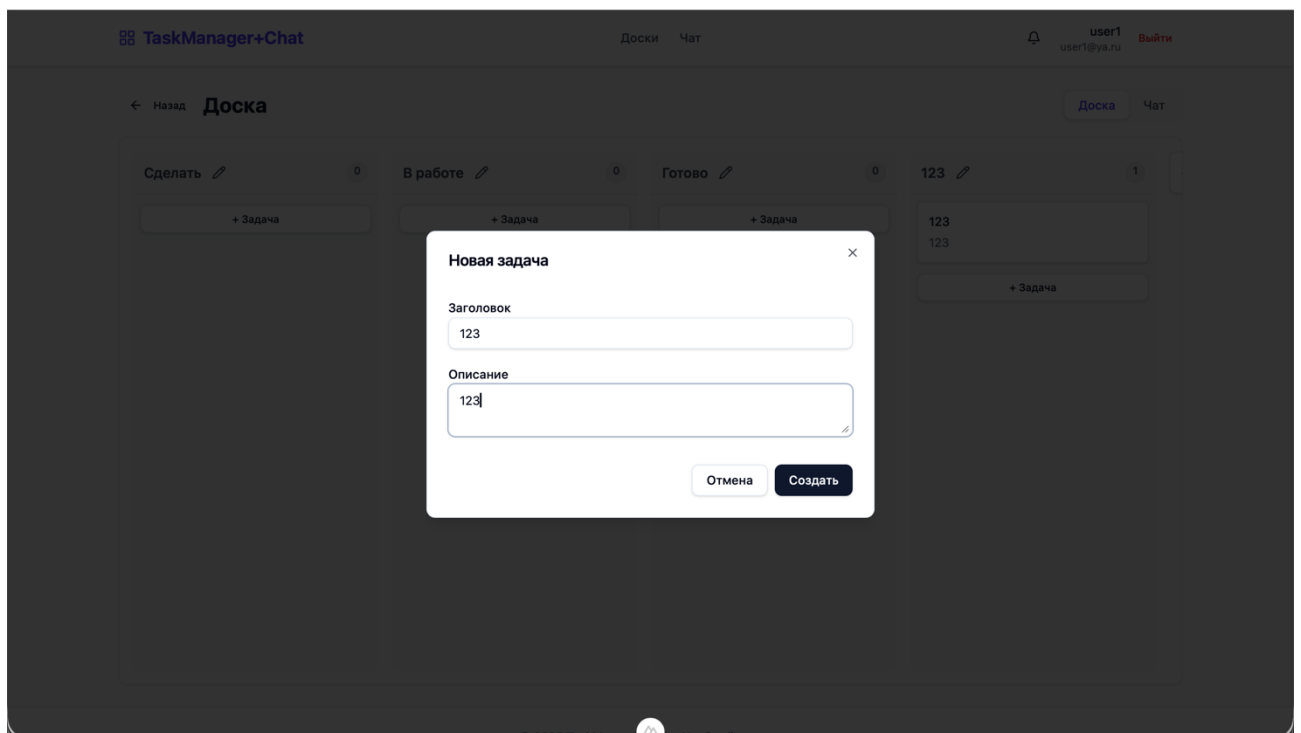 TaskManager+Chat
Доски Чат
user1
user1@ya.ru
Выйти
Назад Доска
Доска Чат
Сделать 0
В работе 0
Готово 0
123 1
+ Задача
+ Задача
+ Задача
123
123
+ Задача
Новая задача
Заголовок
123
Описание
123
Отмена Создать